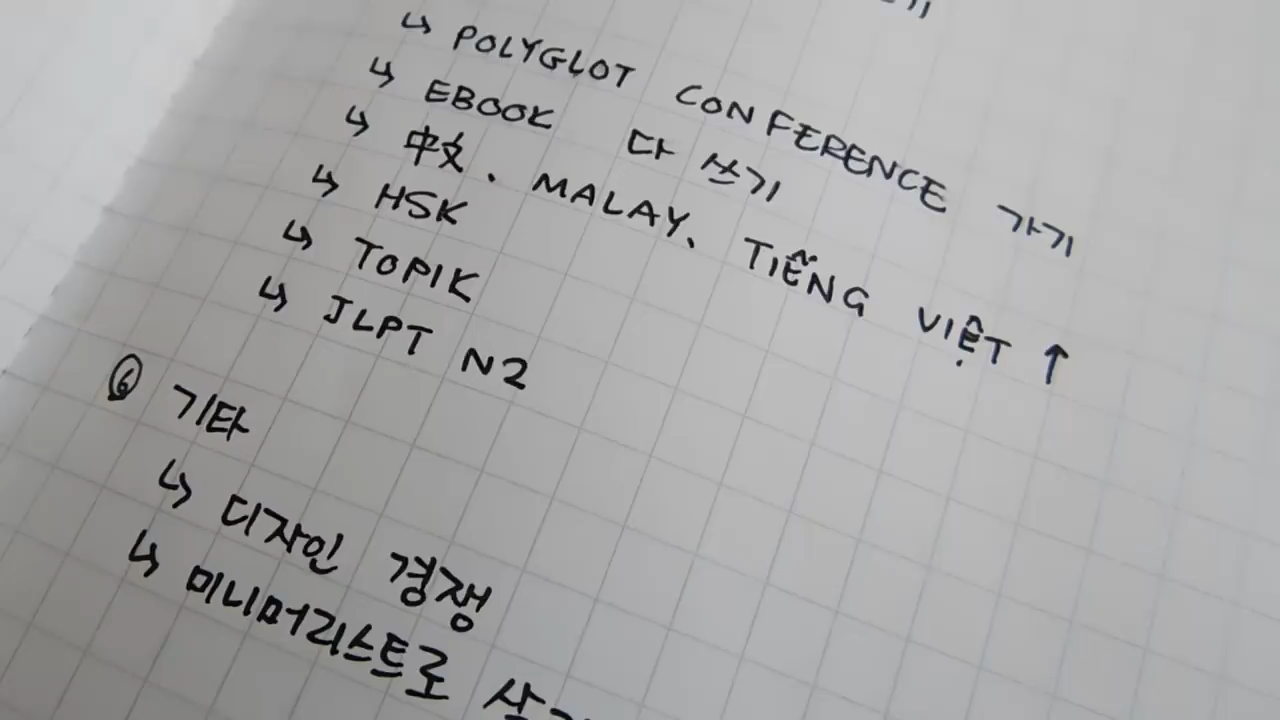 ↳ POLYGLOT CONFERENCE 가기
↳ EBOOK 다 쓰기
↳ 中文、MALAY、TIẾNG VIỆT ↑
↳ HSK
↳ TOPIK
↳ JLPT N2
⑥ 기타
↳ 디자인 경쟁
↳ 미니머리스트로